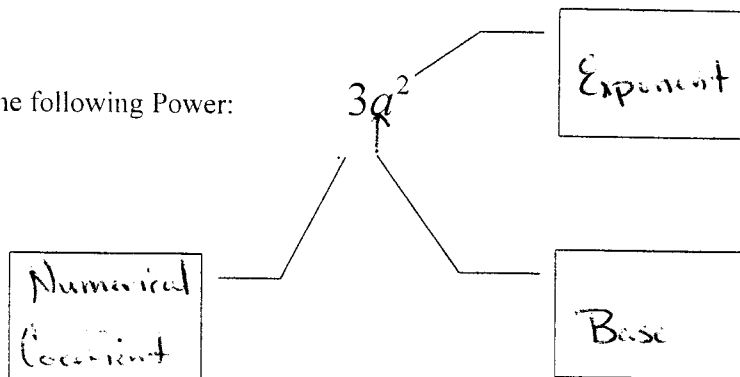 Exponent
he following Power: 3a²
Numerical
Coefficient
Base